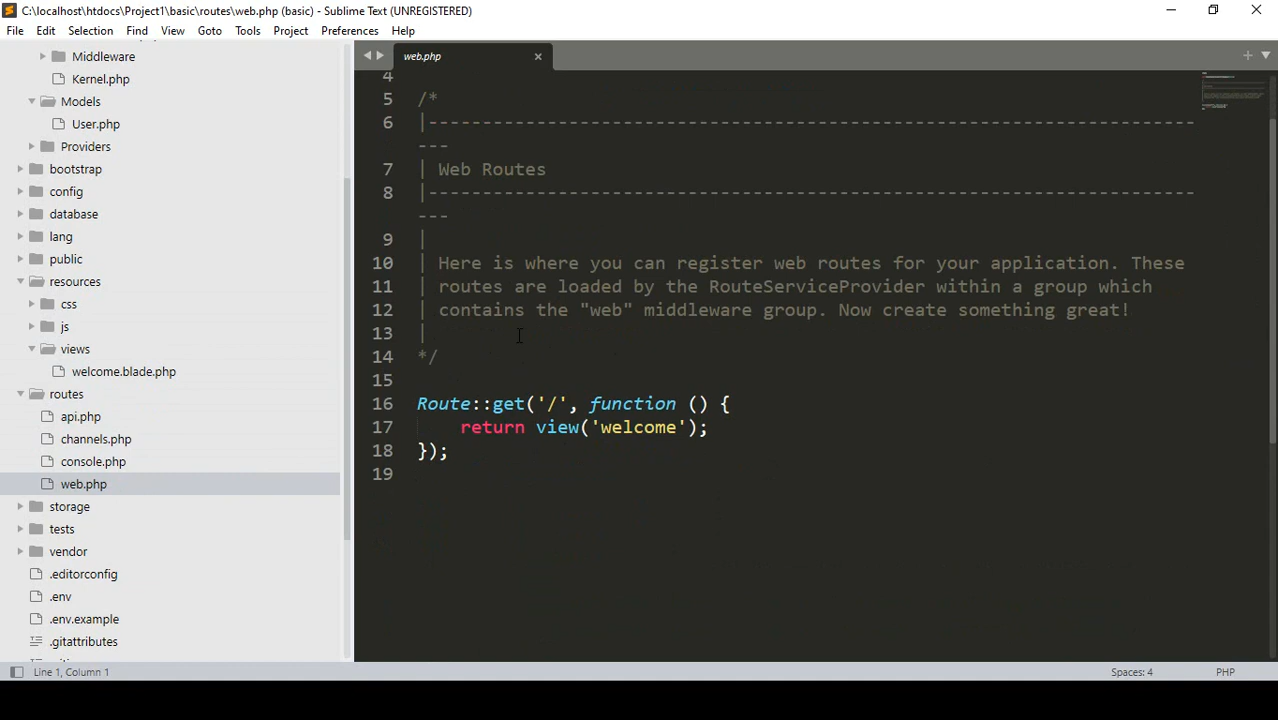 C:\localhost\htdocs\Project1\basic\routes\web.php (basic) - Sublime Text (UNREGISTERED)
File Edit Selection Find View Goto Tools Project Preferences Help
Middleware
Kernel.php
Models
User.php
Providers
bootstrap
config
database
lang
public
resources
css
js
views
welcome.blade.php
routes
api.php
channels.php
console.php
web.php
storage
tests
vendor
.editorconfig
.env
.env.example
.gitattributes
web.php
4
5 /*
6 |--------------------------------------------------------------------------
---
7 | Web Routes
8 |--------------------------------------------------------------------------
---
9 |
10 | Here is where you can register web routes for your application. These
11 | routes are loaded by the RouteServiceProvider within a group which
12 | contains the "web" middleware group. Now create something great!
13 |
14 */
15
16 Route::get('/', function () {
17     return view('welcome');
18 });
19
Line 1, Column 1
Spaces: 4
PHP